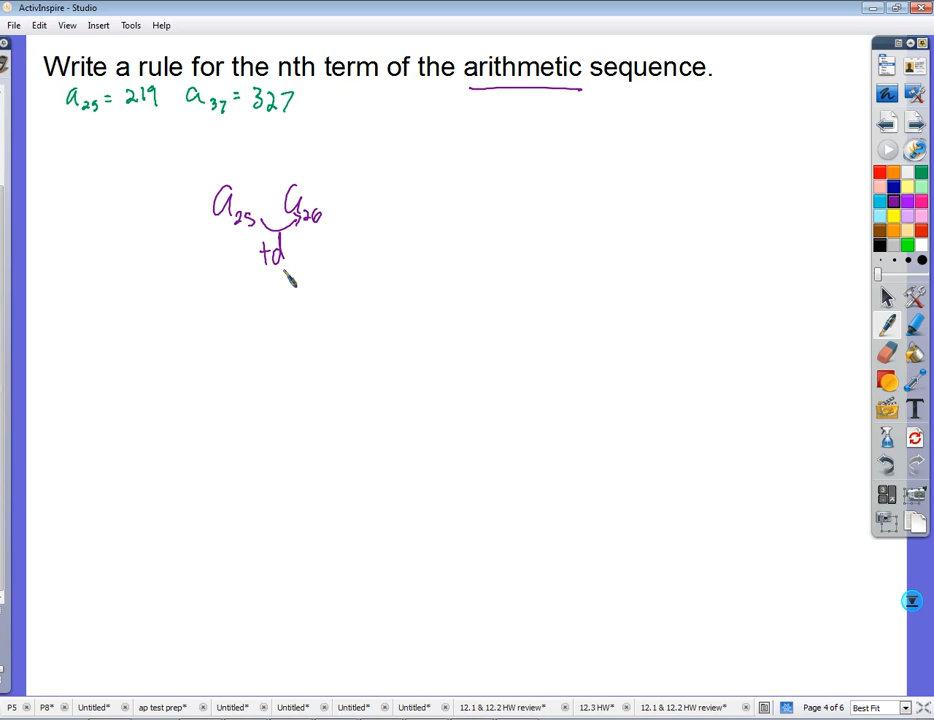 ActivInspire - Studio
File Edit View Insert Tools Help
Write a rule for the nth term of the arithmetic sequence.
a₂₅ = 219 a₃₇ = 327
a₂₅ a₂₆
+d
P5 P8* Untitled* ap test prep* Untitled* Untitled* Untitled* Untitled* 12.1 & 12.2 HW review* 12.3 HW* 12.1 & 12.2 HW review* Page 4 of 6 Best Fit